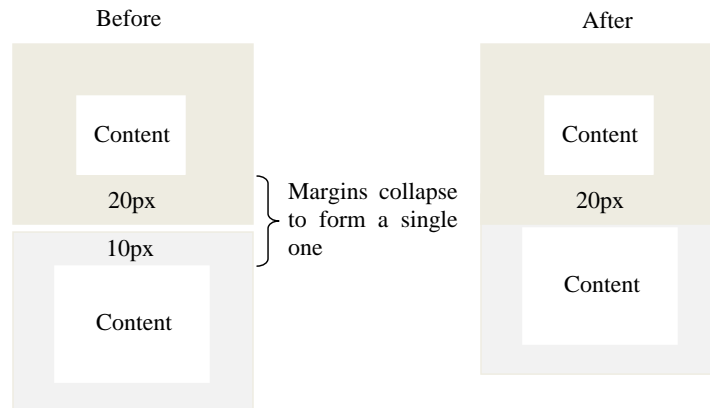 Before
Content
20px
10px
Content
Margins collapse
to form a single
one
After
Content
20px
Content